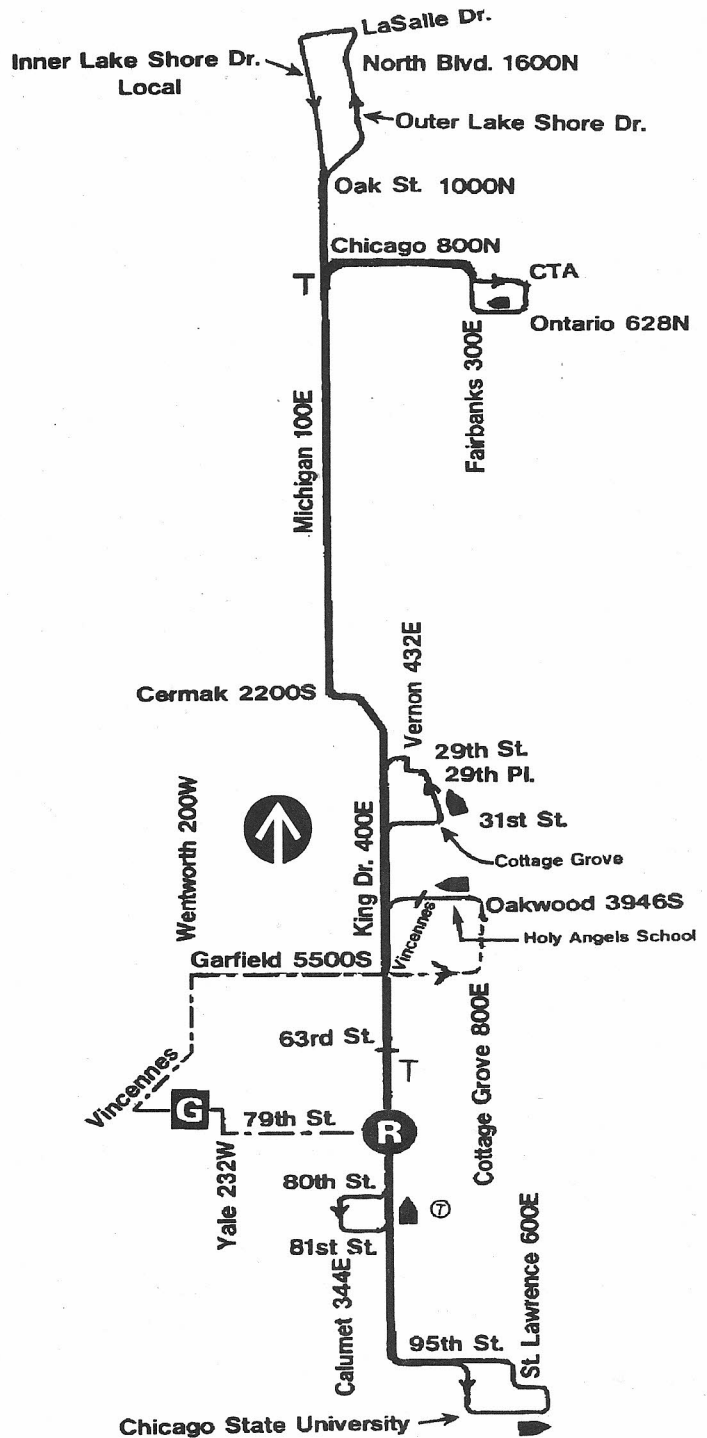 LaSalle Dr.
Inner Lake Shore Dr.
Local
North Blvd. 1600N
Outer Lake Shore Dr.
Oak St. 1000N
Chicago 800N
T
CTA
Ontario 628N
Fairbanks 300E
Michigan 100E
Cermak 2200S
Vernon 432E
29th St.
29th Pl.
31st St.
Cottage Grove
Wentworth 200W
King Dr. 400E
Oakwood 3946S
Vincennes
Holy Angels School
Garfield 5500S
63rd St.
T
Cottage Grove 800E
Vincennes
G
79th St.
R
Yale 232W
80th St.
T
81st St.
Calumet 344E
St. Lawrence 600E
95th St.
Chicago State University